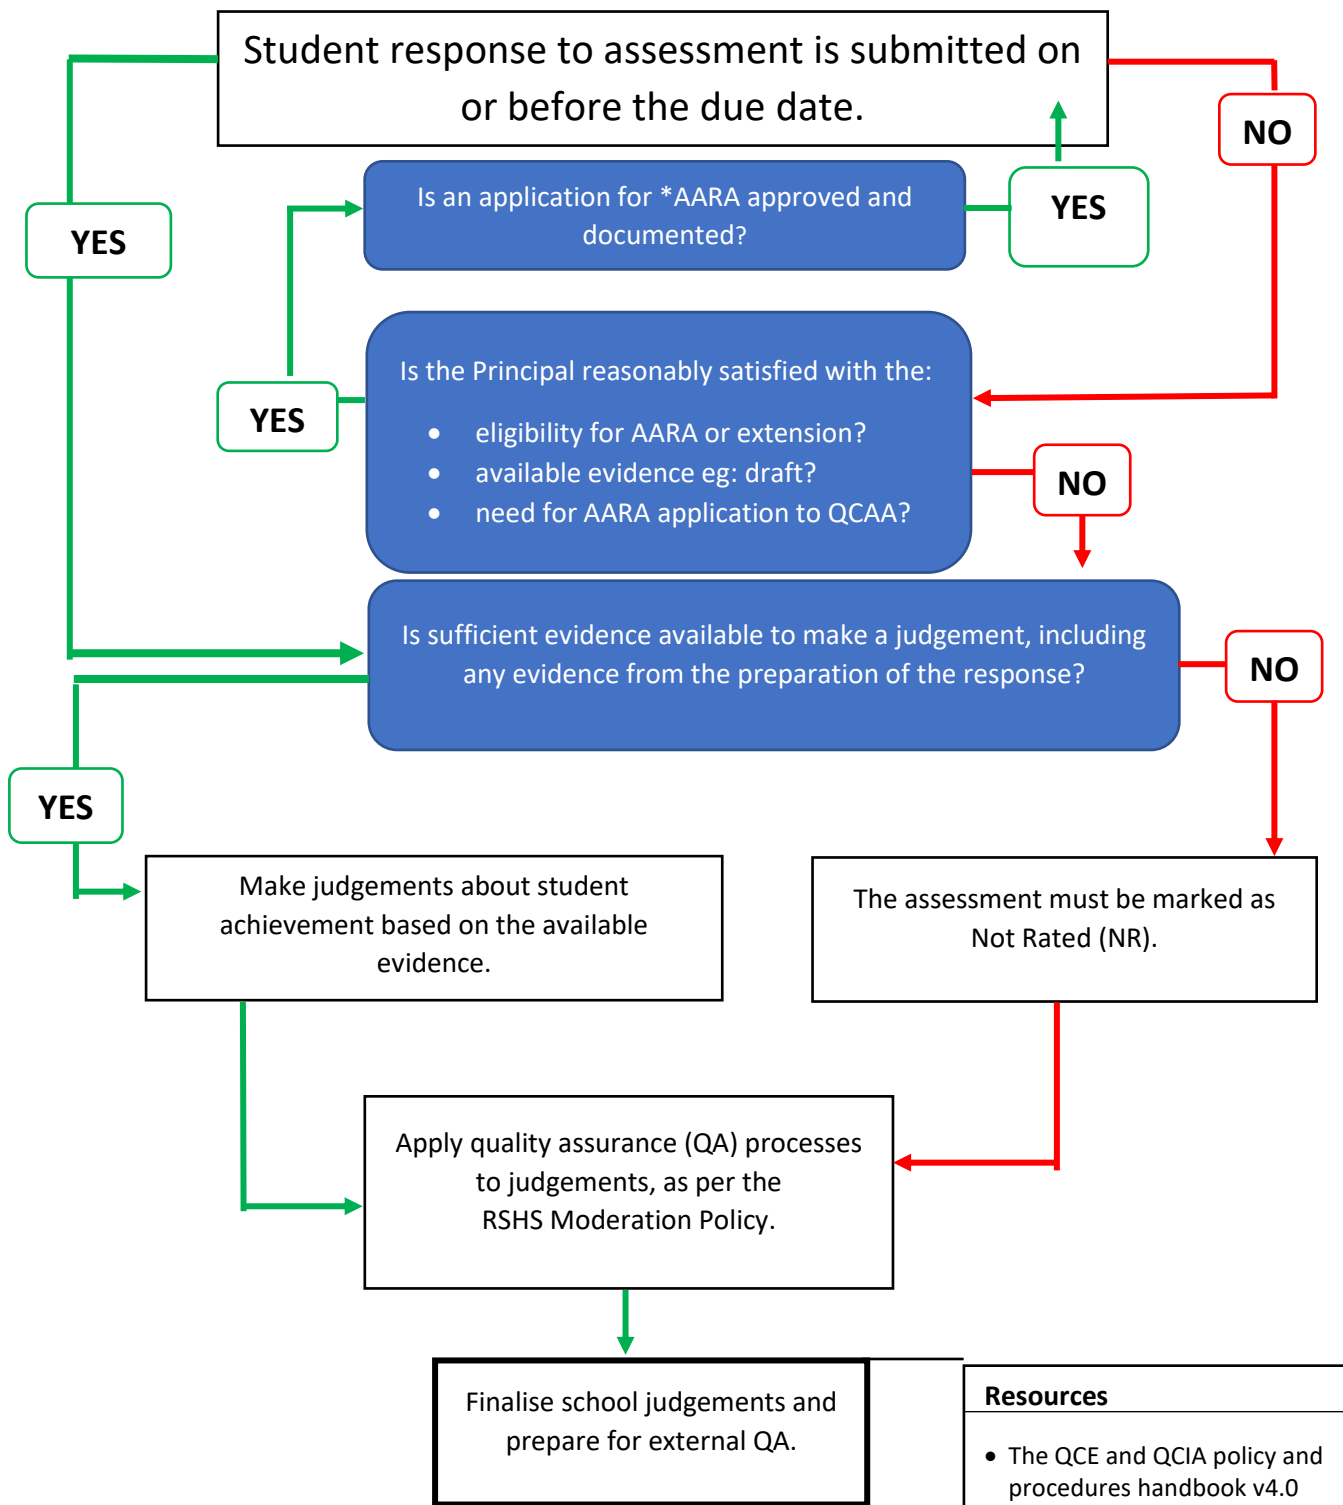 Student response to assessment is submitted on
or before the due date.
NO
YES
Is an application for *AARA approved and
documented?
YES
Is the Principal reasonably satisfied with the:
• eligibility for AARA or extension?
• available evidence eg: draft?
• need for AARA application to QCAA?
YES
NO
Is sufficient evidence available to make a judgement, including
any evidence from the preparation of the response?
NO
YES
Make judgements about student
achievement based on the available
evidence.
The assessment must be marked as
Not Rated (NR).
Apply quality assurance (QA) processes
to judgements, as per the
RSHS Moderation Policy.
Finalise school judgements and
prepare for external QA.
Resources
• The QCE and QCIA policy and
procedures handbook v4.0